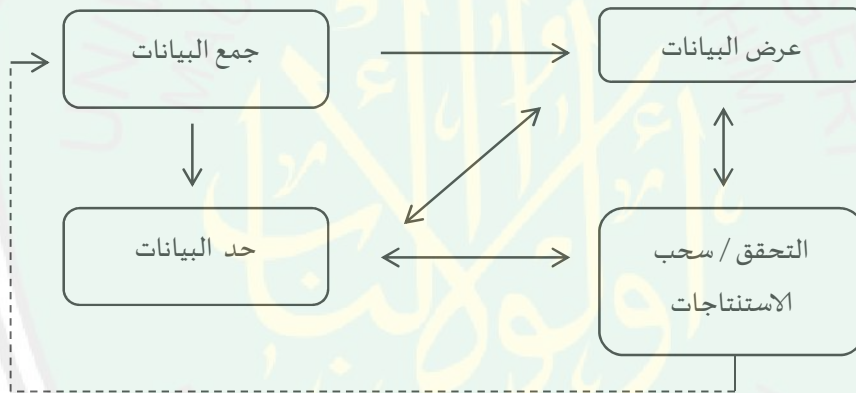 جمع البيانات
عرض البيانات
حد البيانات
التحقق / سحب
الاستنتاجات